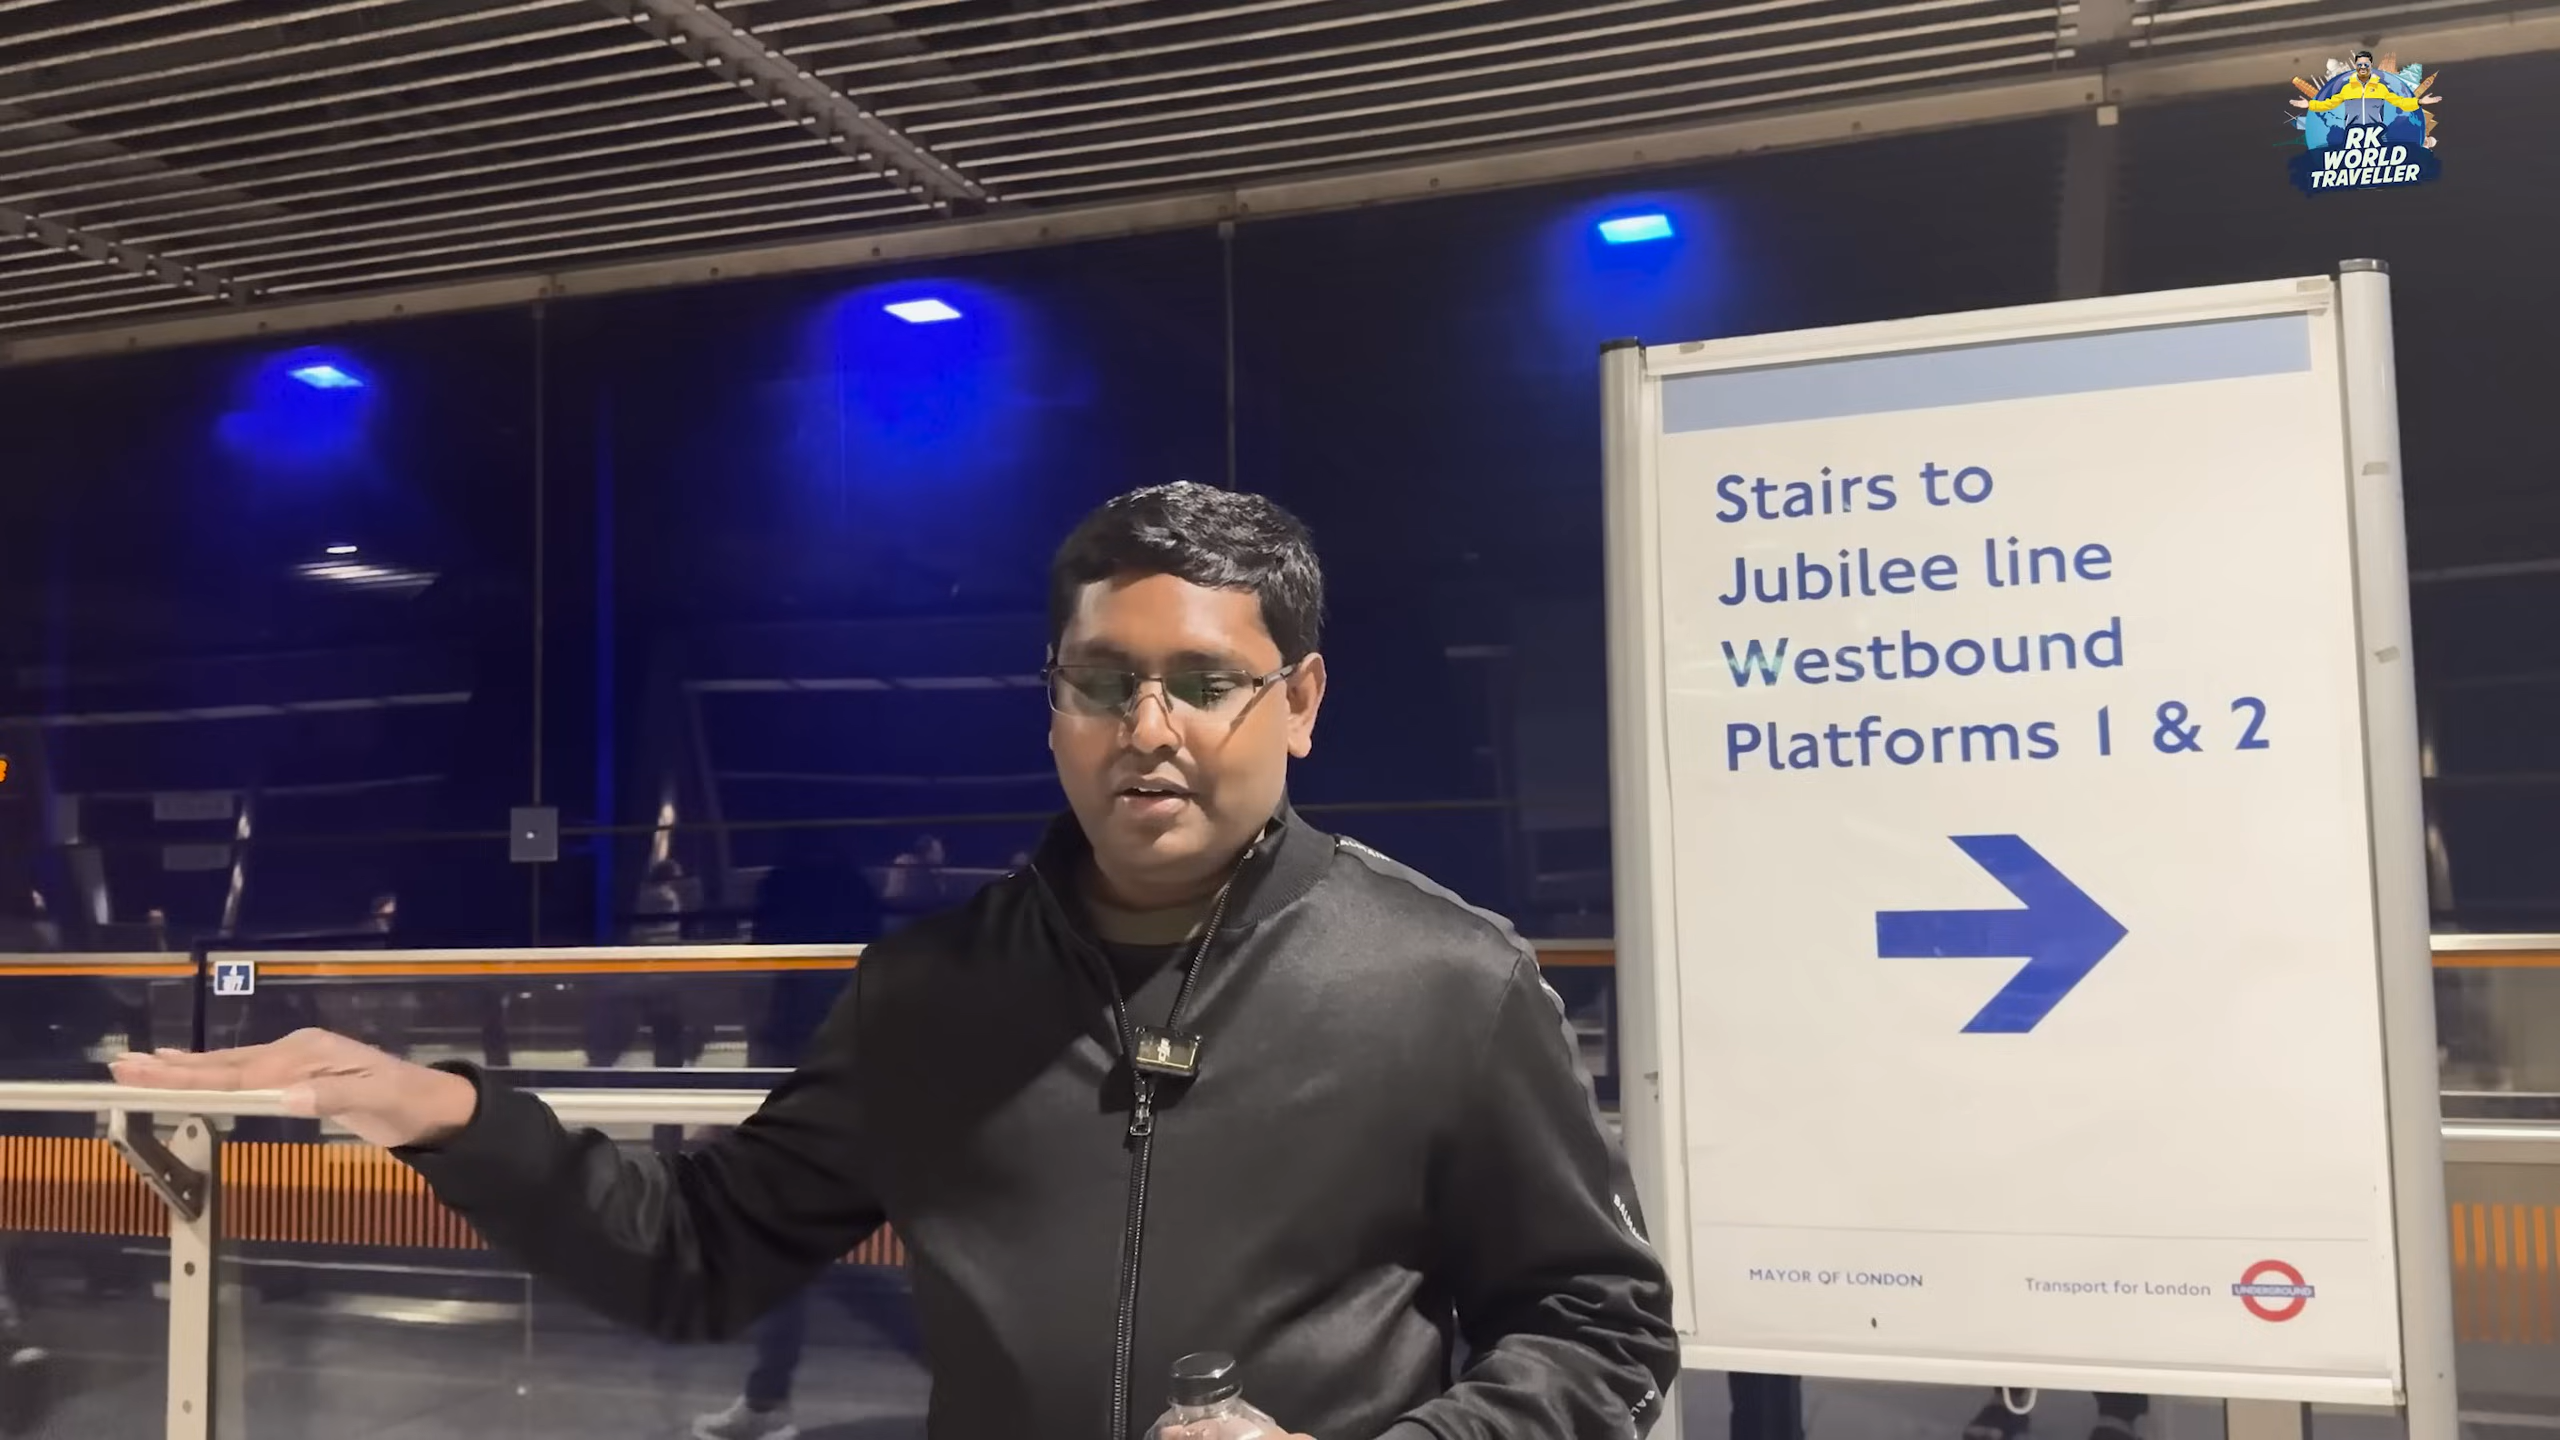 RK
WORLD
TRAVELLER
Stairs to
Jubilee line
Westbound
Platforms 1 & 2
MAYOR OF LONDON
Transport for London
UNDERGROUND